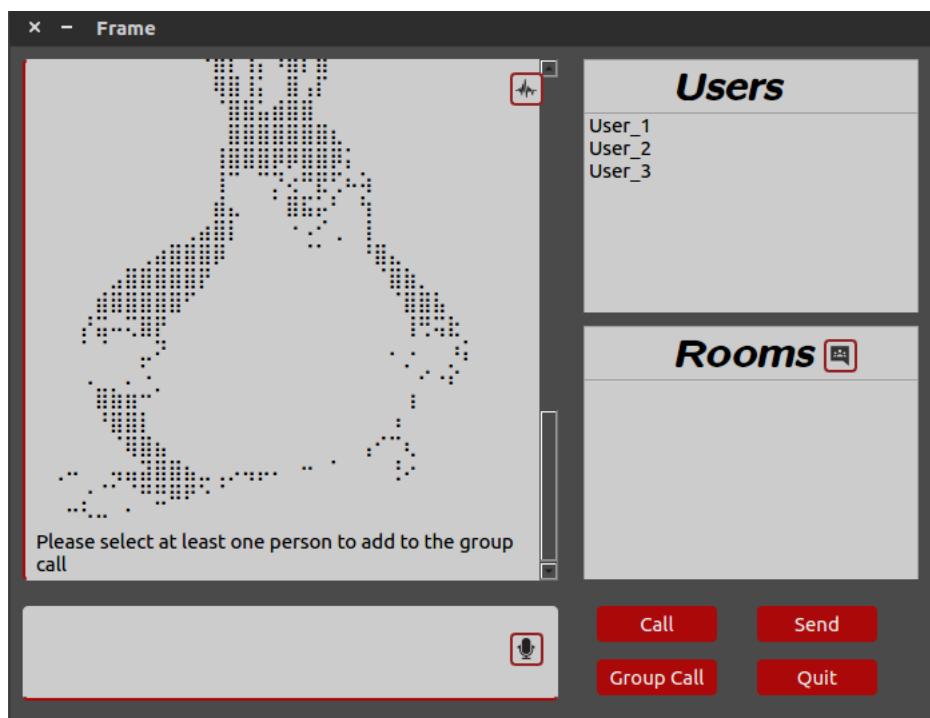 Frame
Users
User_1
User_2
User_3
Rooms
Please select at least one person to add to the group
call
Call
Send
Group Call
Quit